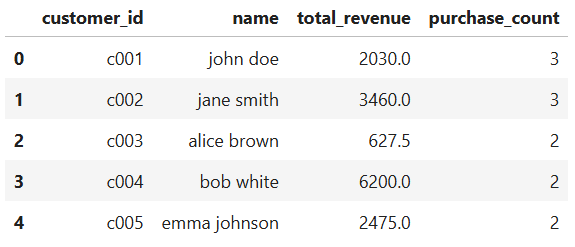 customer_id name total_revenue purchase_count
0 c001 john doe 2030.0 3
1 c002 jane smith 3460.0 3
2 c003 alice brown 627.5 2
3 c004 bob white 6200.0 2
4 c005 emma johnson 2475.0 2